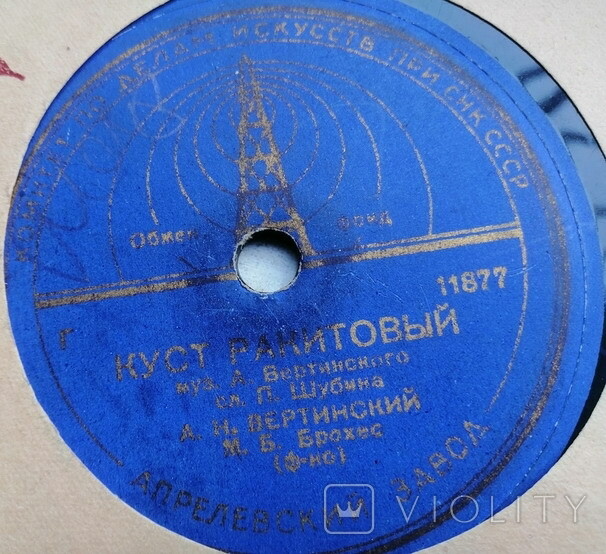 ДЕЛАМ ИСКУССТВ ПРИ СНК СССР
Обмен фонд
Г 11877
КУСТ РАКИТОВЫЙ
муз. А. Вертинского
сл. П. Шубина
А. Н. ВЕРТИНСКИЙ
М. Б. Брохес
(ф-но)
АПРЕЛЕВСКИЙ ЗАВОД
VIOLITY